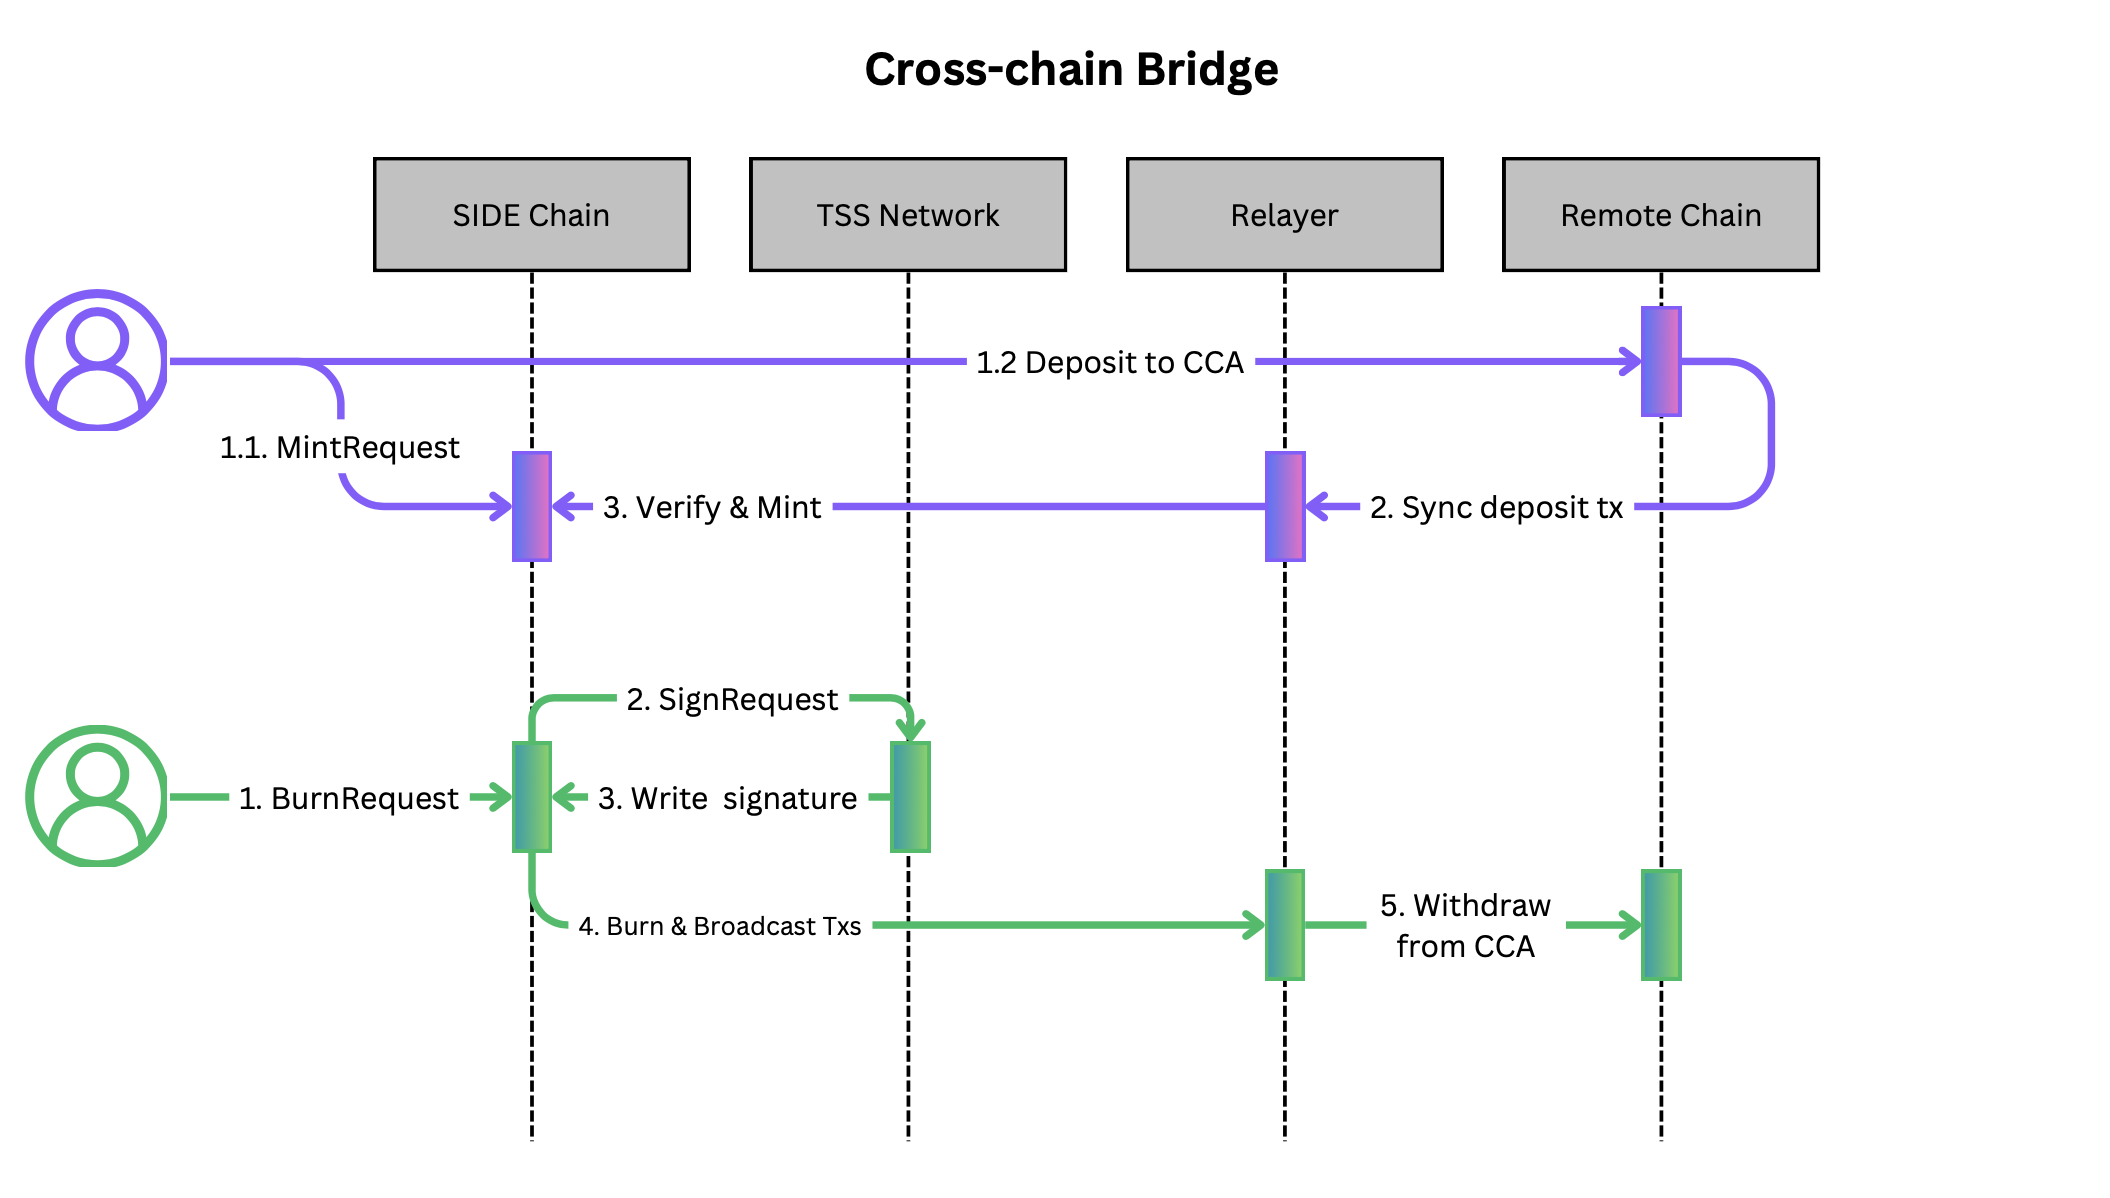 Cross-chain Bridge
SIDE Chain
TSS Network
Relayer
Remote Chain
1.2 Deposit to CCA
1.1. MintRequest
3. Verify & Mint
2. Sync deposit tx
2. SignRequest
1. BurnRequest
3. Write  signature
4. Burn & Broadcast Txs
5. Withdraw
from CCA